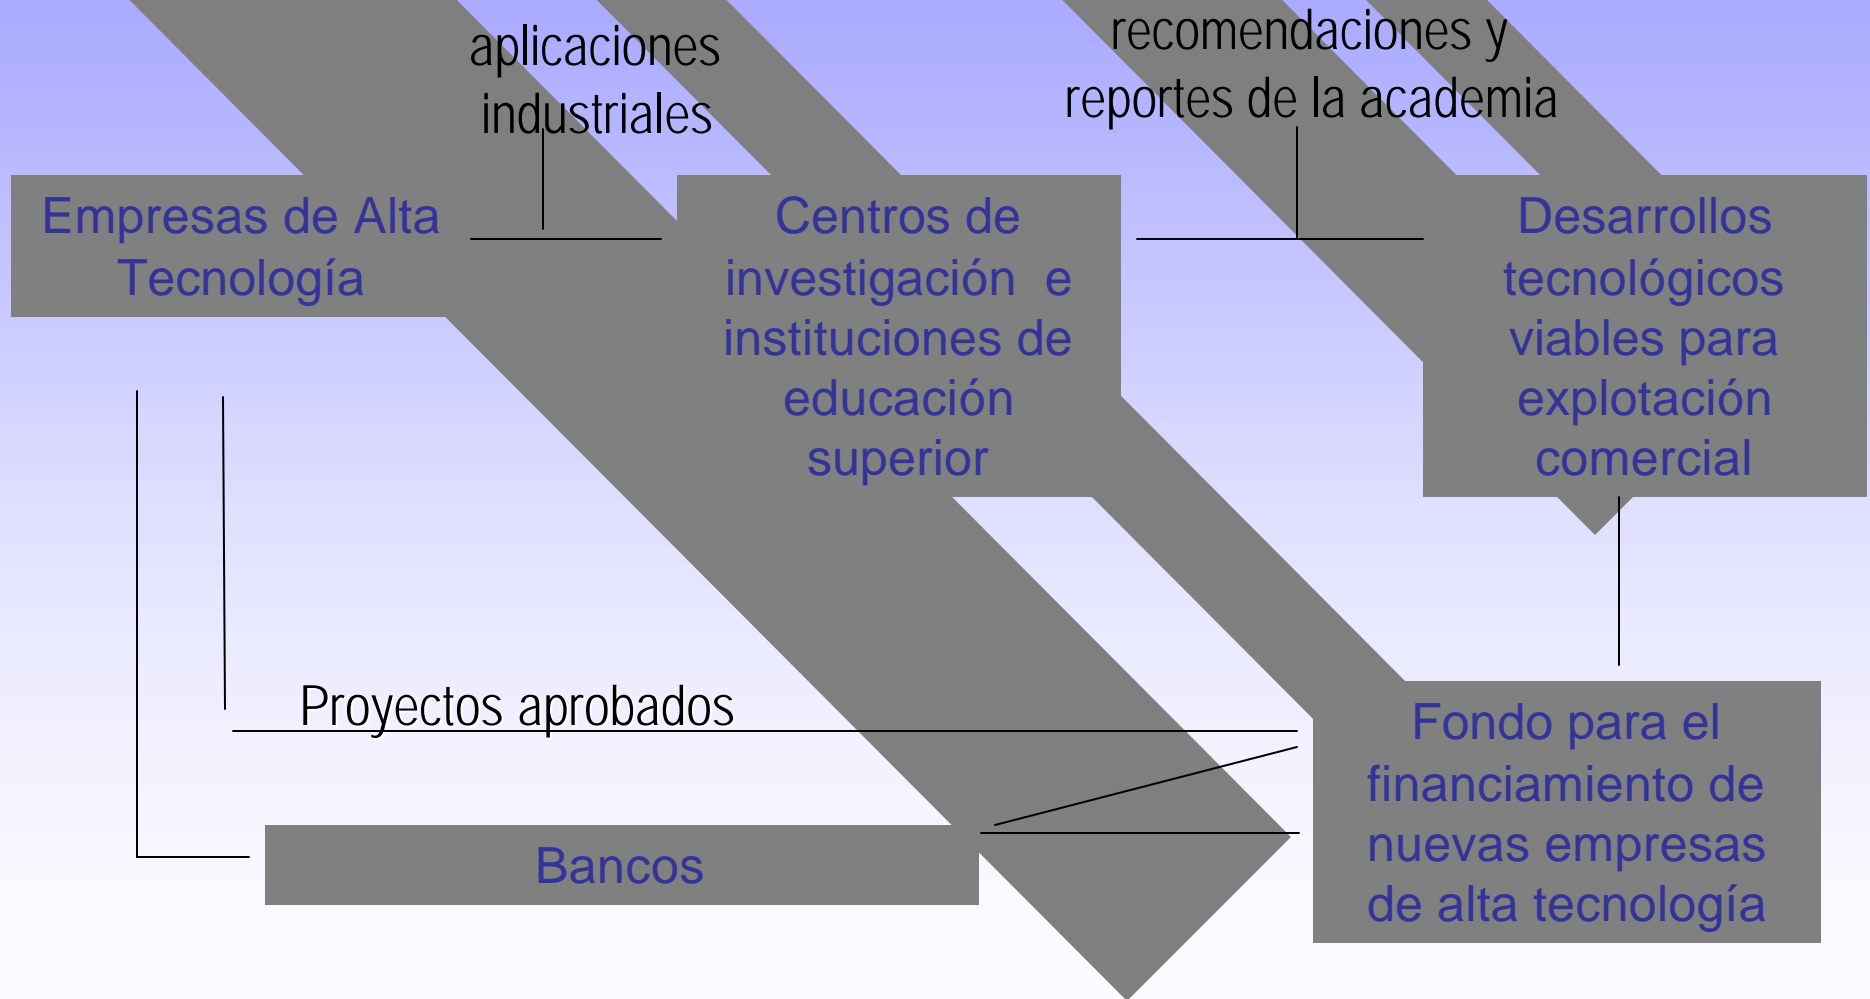 aplicaciones
industriales
recomendaciones y
reportes de la academia
Empresas de Alta
Tecnología
Centros de
investigación  e
instituciones de
educación
superior
Desarrollos
tecnológicos
viables para
explotación
comercial
Proyectos aprobados
Bancos
Fondo para el
financiamiento de
nuevas empresas
de alta tecnología